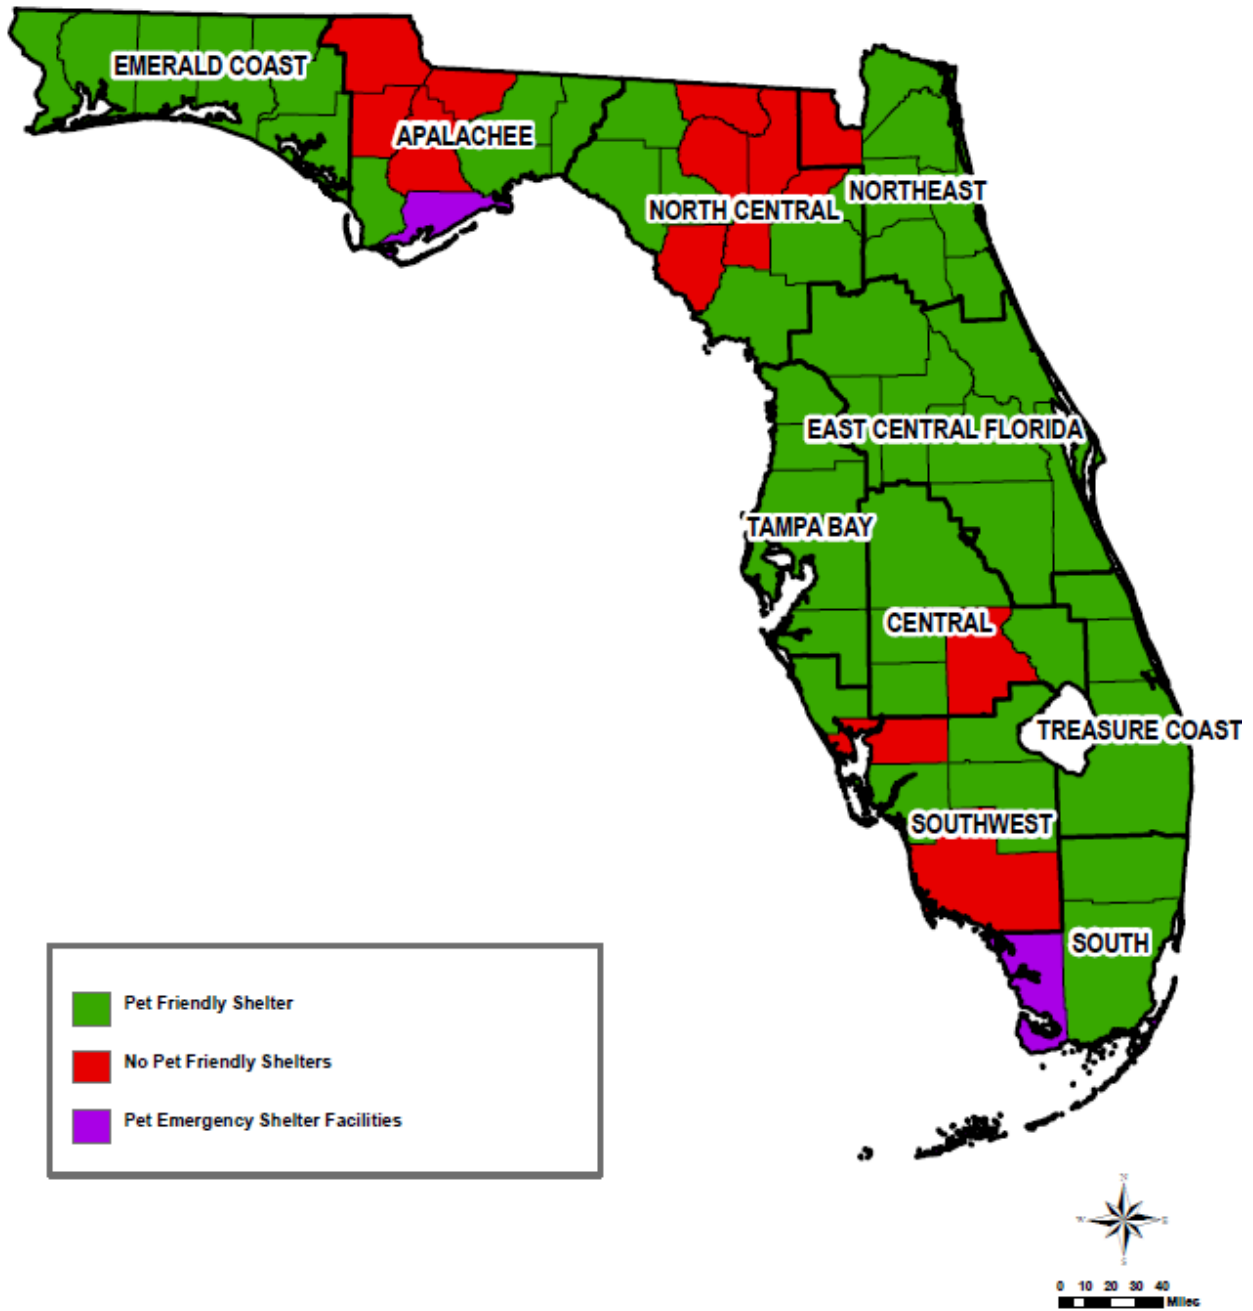 EMERALD COAST
APALACHEE
NORTHEAST
NORTH CENTRAL
EAST CENTRAL FLORIDA
TAMPA BAY
CENTRAL
TREASURE COAST
SOUTHWEST
SOUTH
Pet Friendly Shelter
No Pet Friendly Shelters
Pet Emergency Shelter Facilities
N
W E
S
0 10 20 30 40
Miles